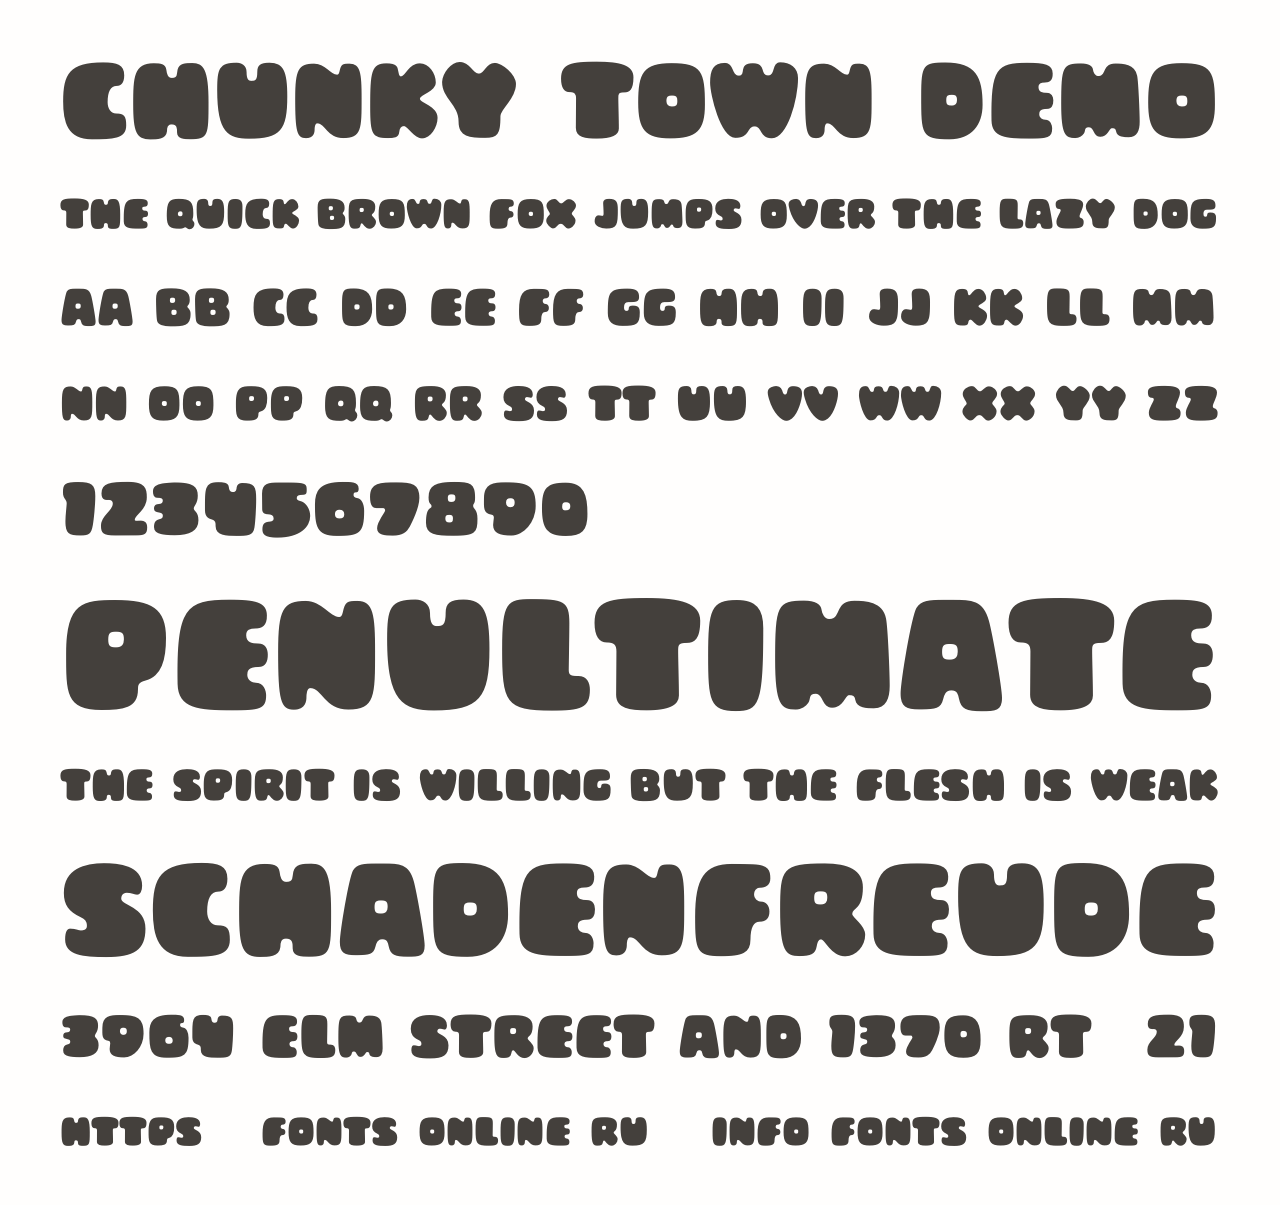 CHUNKY TOWN DEMO
THE QUICK BROWN FOX JUMPS OVER THE LAZY DOG
AA BB CC DD EE FF GG HH II JJ KK LL MM
NN OO PP QQ RR SS TT UU VV WW XX YY ZZ
1234567890
PENULTIMATE
THE SPIRIT IS WILLING BUT THE FLESH IS WEAK
SCHADENFREUDE
3964 ELM STREET AND 1370 RT 21
HTTPS FONTS ONLINE RU INFO FONTS ONLINE RU